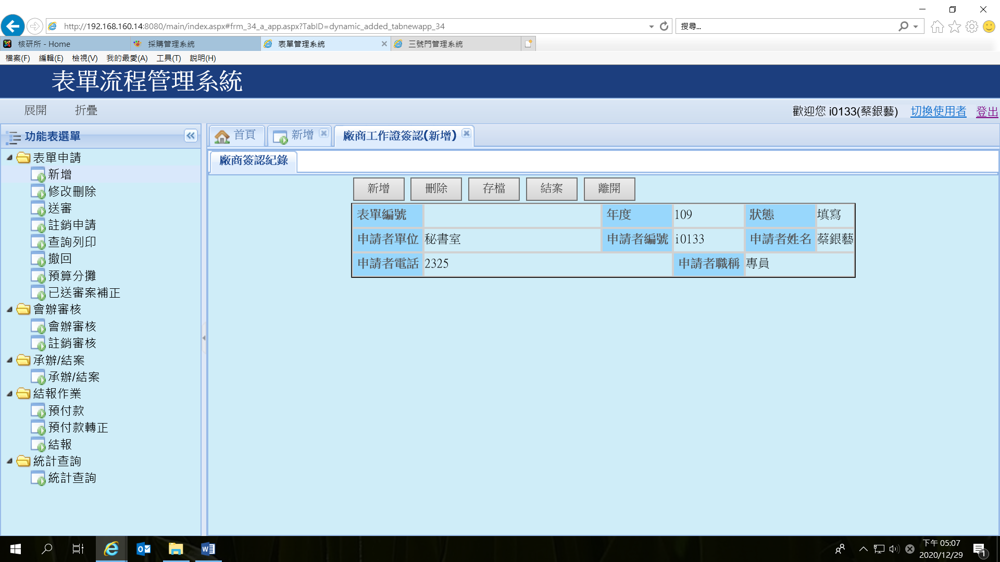 http://192.168.160.14:8080/main/index.aspx#frm_34_a_app.aspx?TabID=dynamic_added_tabnewapp_34
搜尋...
核研所 - Home
採購管理系統
表單管理系統
三號門管理系統
檔案(F) 編輯(E) 檢視(V) 我的最愛(A) 工具(T) 說明(H)
表單流程管理系統
展開 折疊
歡迎您 i0133(蔡銀藝) 切換使用者 登出
功能表選單
表單申請
新增
修改刪除
送審
註銷申請
查詢列印
撤回
預算分攤
已送審案補正
會辦審核
會辦審核
註銷審核
承辦/結案
承辦/結案
結報作業
預付款
預付款轉正
結報
統計查詢
統計查詢
首頁 新增 廠商工作證簽認(新增)
廠商簽認紀錄
新增 刪除 存檔 結案 離開
表單編號 年度 109 狀態 填寫
申請者單位 秘書室 申請者編號 i0133 申請者姓名 蔡銀藝
申請者電話 2325 申請者職稱 專員
下午 05:07
2020/12/29
1